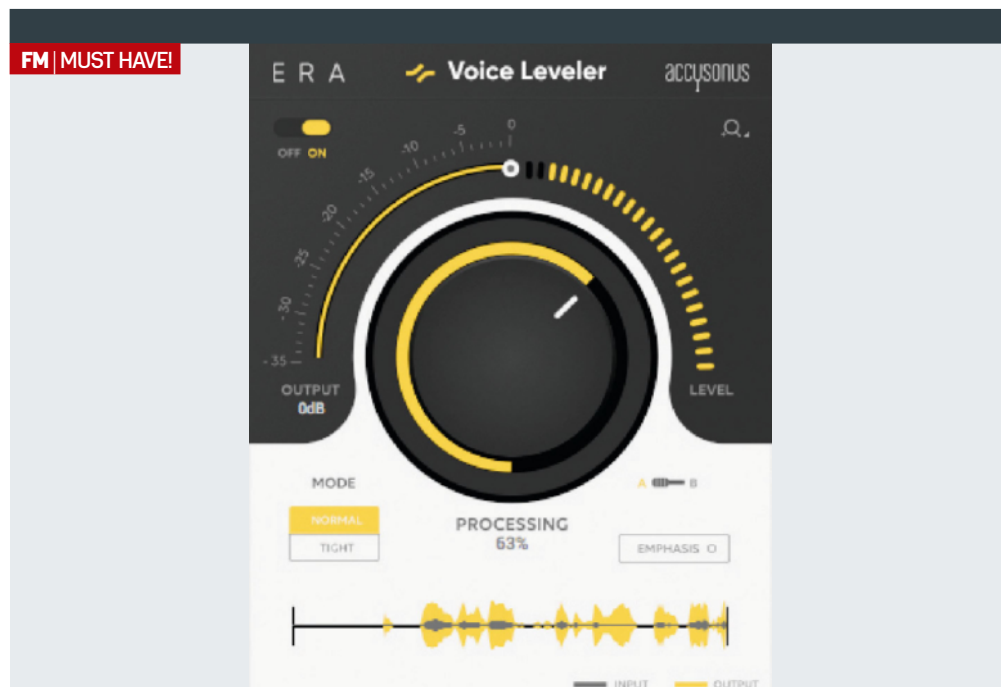 FM | MUST HAVE!
ERA Voice Leveler accusonus
OFF ON
-35 -30 -25 -20 -15 -10 -5 0
OUTPUT
0dB
LEVEL
MODE
A B
NORMAL
TIGHT
PROCESSING
63%
EMPHASIS
INPUT OUTPUT